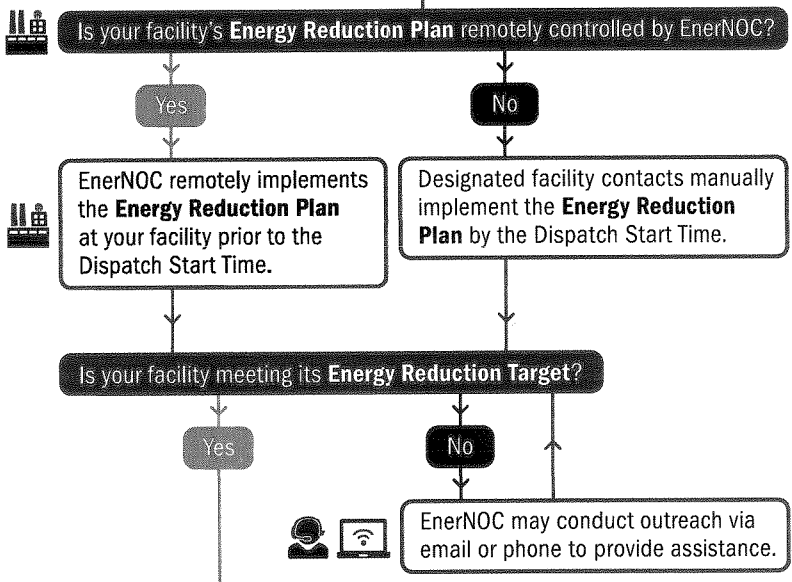 Is your facility's Energy Reduction Plan remotely controlled by EnerNOC?
Yes
No
EnerNOC remotely implements
the Energy Reduction Plan
at your facility prior to the
Dispatch Start Time.
Designated facility contacts manually
implement the Energy Reduction
Plan by the Dispatch Start Time.
Is your facility meeting its Energy Reduction Target?
Yes
No
EnerNOC may conduct outreach via
email or phone to provide assistance.